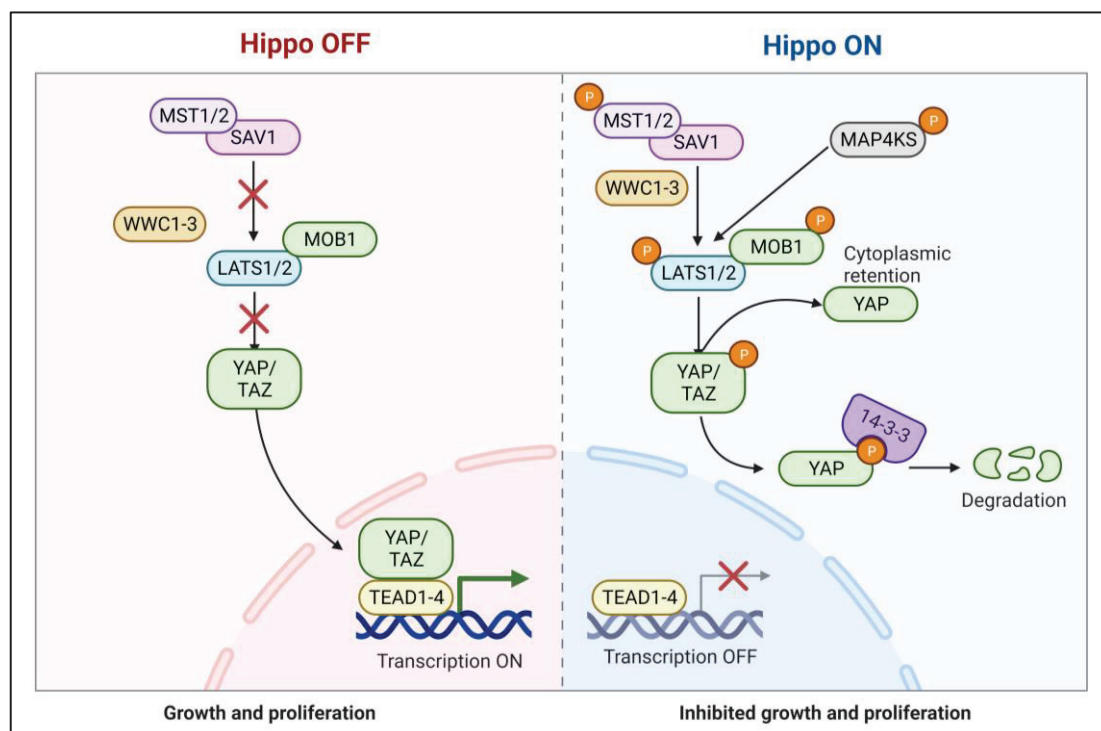 Hippo OFF
MST1/2
SAV1
WWC1-3
MOB1
LATS1/2
YAP/
TAZ
YAP/
TAZ
TEAD1-4
Transcription ON
Growth and proliferation
Hippo ON
P
MST1/2
SAV1
P
MAP4KS
WWC1-3
P
MOB1
P
LATS1/2
Cytoplasmic
retention
YAP
P
YAP/
TAZ
14-3-3
P
YAP
Degradation
TEAD1-4
Transcription OFF
Inhibited growth and proliferation